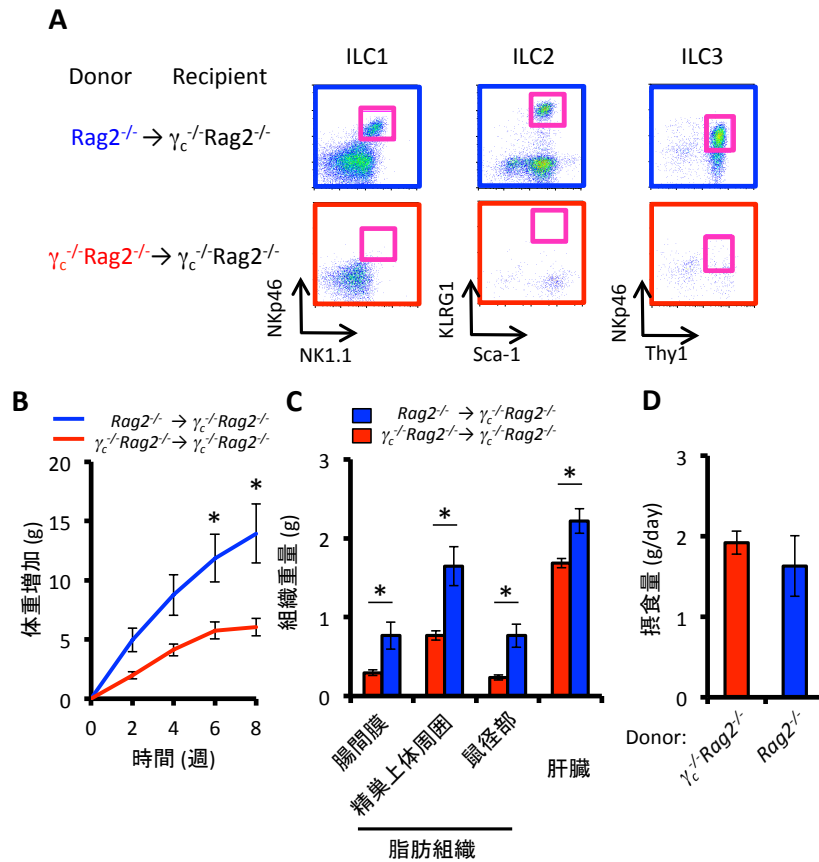 A
Donor Recipient ILC1 ILC2 ILC3
Rag2-/- → γc-/-Rag2-/-
γc-/-Rag2-/- → γc-/-Rag2-/-
NKp46
NK1.1
KLRG1
Sca-1
NKp46
Thy1
B
Rag2-/- → γc-/-Rag2-/-
γc-/-Rag2-/- → γc-/-Rag2-/-
体重増加 (g)
20
15
10
5
0
* *
0 2 4 6 8
時間 (週)
C
Rag2-/- → γc-/-Rag2-/-
γc-/-Rag2-/- → γc-/-Rag2-/-
組織重量 (g)
3
2
1
0
* * * *
腸間膜
精巣上体周囲
鼠径部
肝臓
脂肪組織
D
摂食量 (g/day)
3
2
1
0
Donor: γc-/-Rag2-/- Rag2-/-